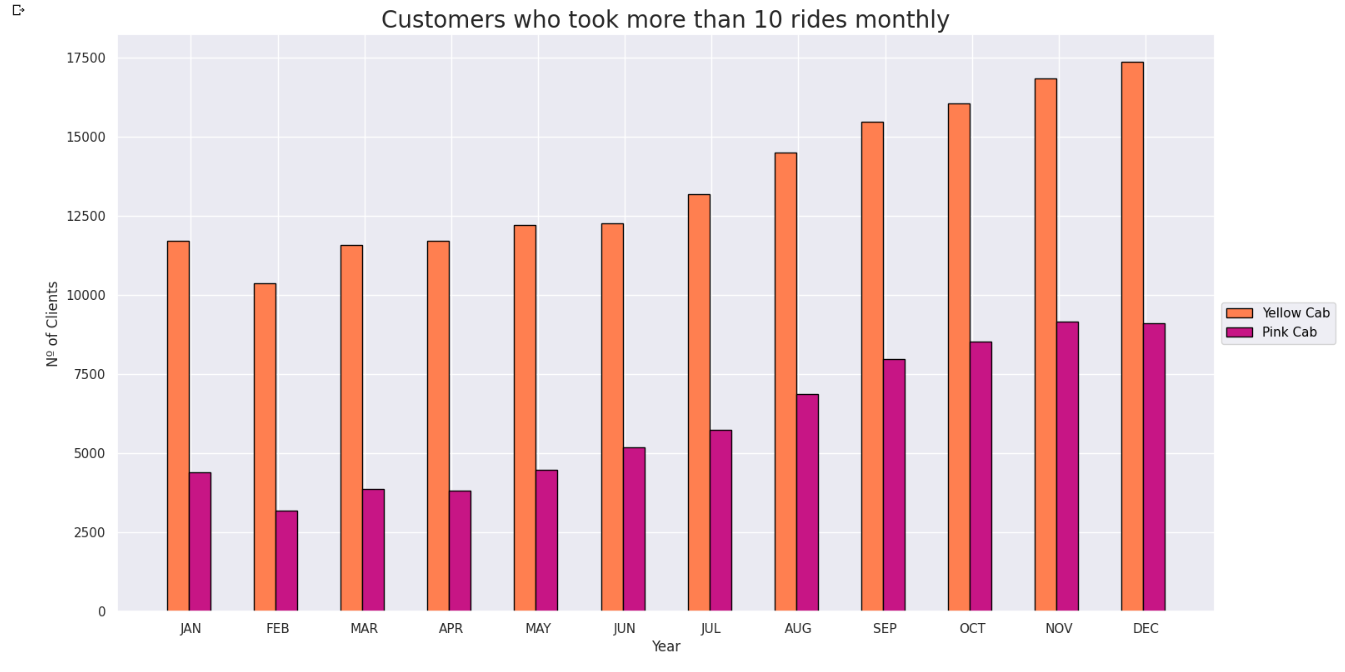 Customers who took more than 10 rides monthly
17500
15000
12500
10000
7500
5000
2500
0
Nº of Clients
JAN FEB MAR APR MAY JUN JUL AUG SEP OCT NOV DEC
Year
Yellow Cab
Pink Cab